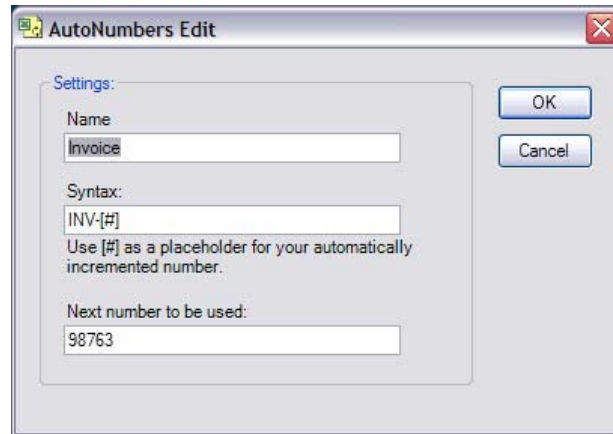 AutoNumbers Edit
Settings:
Name
Invoice
Syntax:
INV-[#]
Use [#] as a placeholder for your automatically
incremented number.
Next number to be used:
98763
OK
Cancel